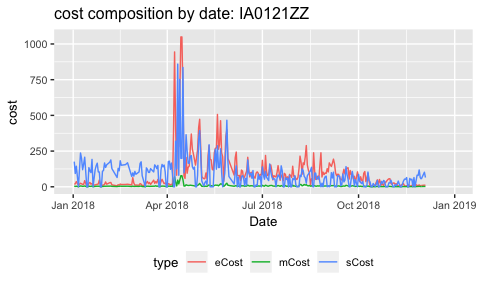 cost composition by date: IA0121ZZ
1000
750
500
250
0
cost
Jan 2018 Apr 2018 Jul 2018 Oct 2018 Jan 2019
Date
type eCost mCost sCost